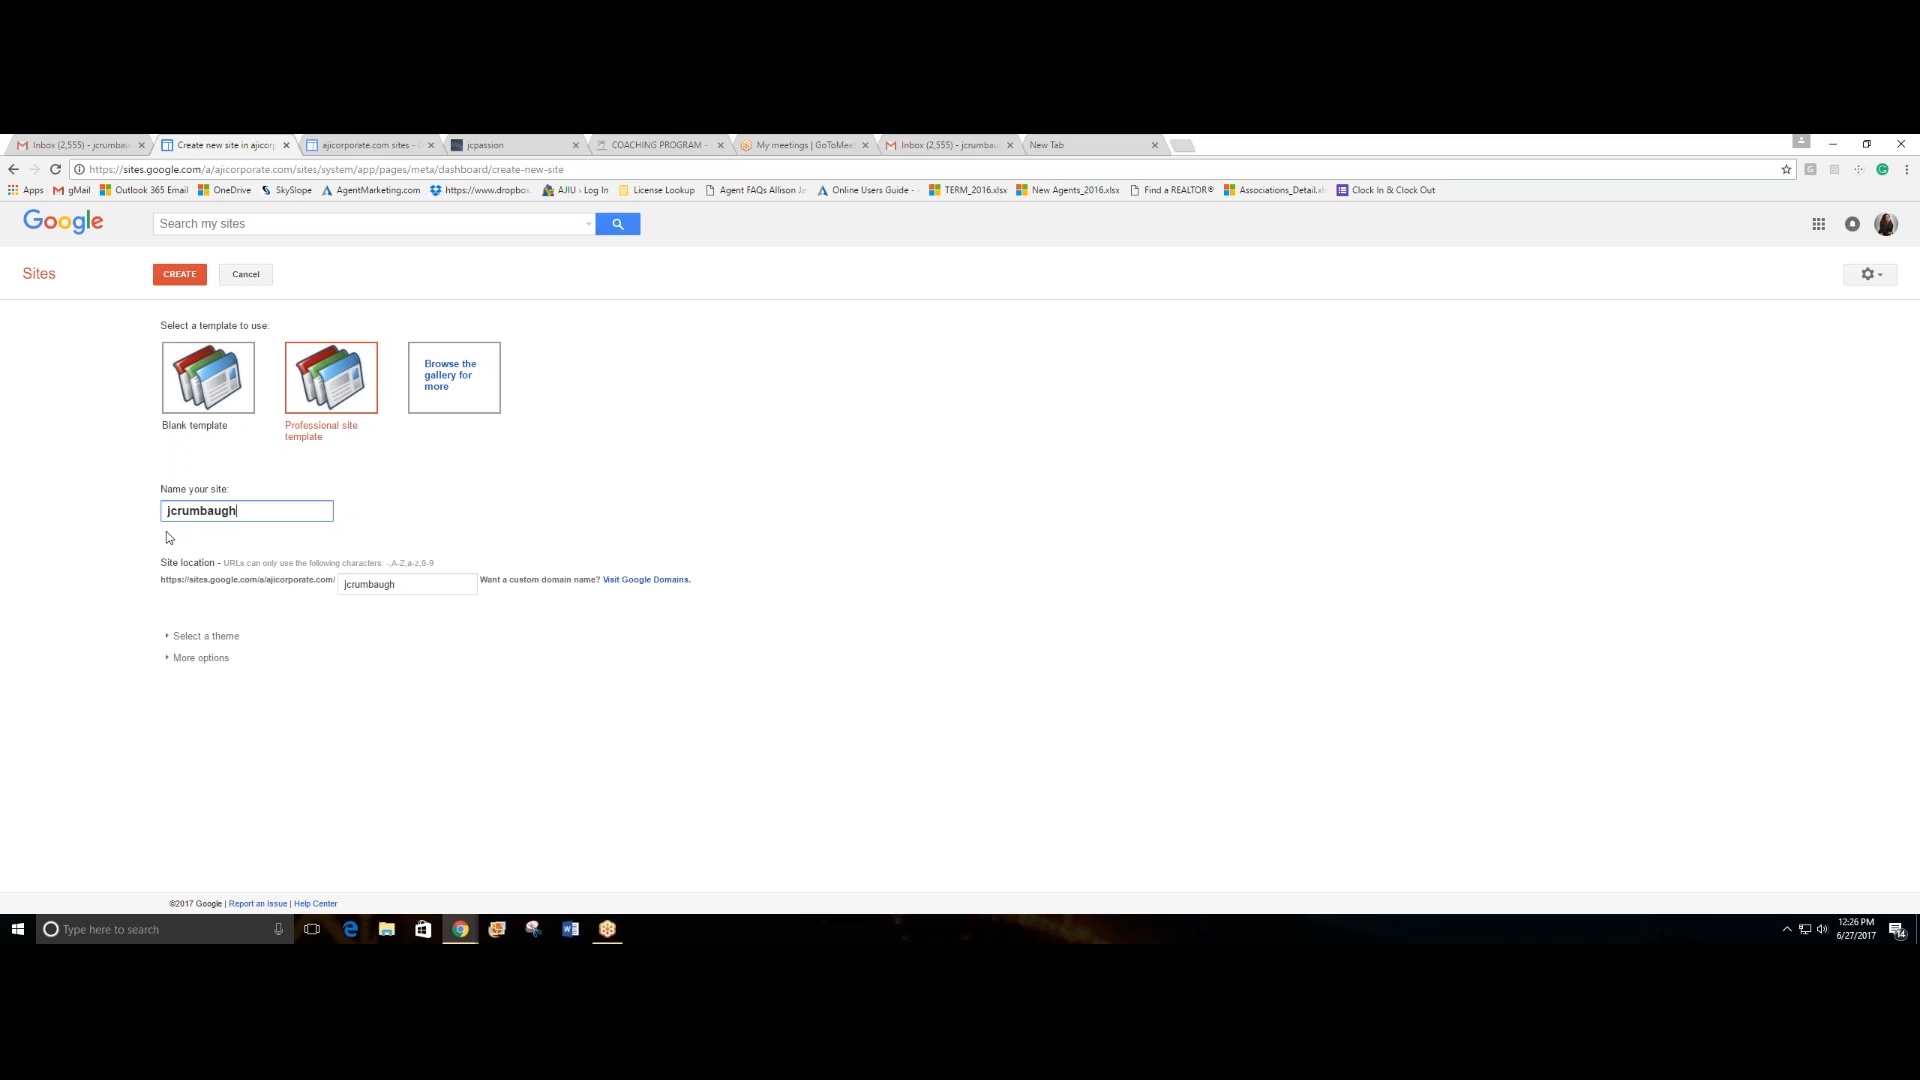 Inbox (2,555) - jcrumbau
Create new site in ajicorp
ajicorporate.com sites -
jcpassion
COACHING PROGRAM -
My meetings | GoToMee
Inbox (2,555) - jcrumbau
New Tab
https://sites.google.com/a/ajicorporate.com/sites/system/app/pages/meta/dashboard/create-new-site
Apps
gMail
Outlook 365 Email
OneDrive
SkySlope
AgentMarketing.com
https://www.dropbox
AJIU › Log In
License Lookup
Agent FAQs Allison Ja
Online Users Guide -
TERM_2016.xlsx
New Agents_2016.xlsx
Find a REALTOR®
Associations_Detail.xl
Clock In & Clock Out
Google
Search my sites
Sites
CREATE
Cancel
Select a template to use:
Browse the
gallery for
more
Blank template
Professional site
template
Name your site:
jcrumbaugh
Site location - URLs can only use the following characters: -,A-Z,a-z,0-9
https://sites.google.com/a/ajicorporate.com/ jcrumbaugh Want a custom domain name? Visit Google Domains.
Select a theme
More options
©2017 Google | Report an Issue | Help Center
Type here to search
12:26 PM
6/27/2017
14